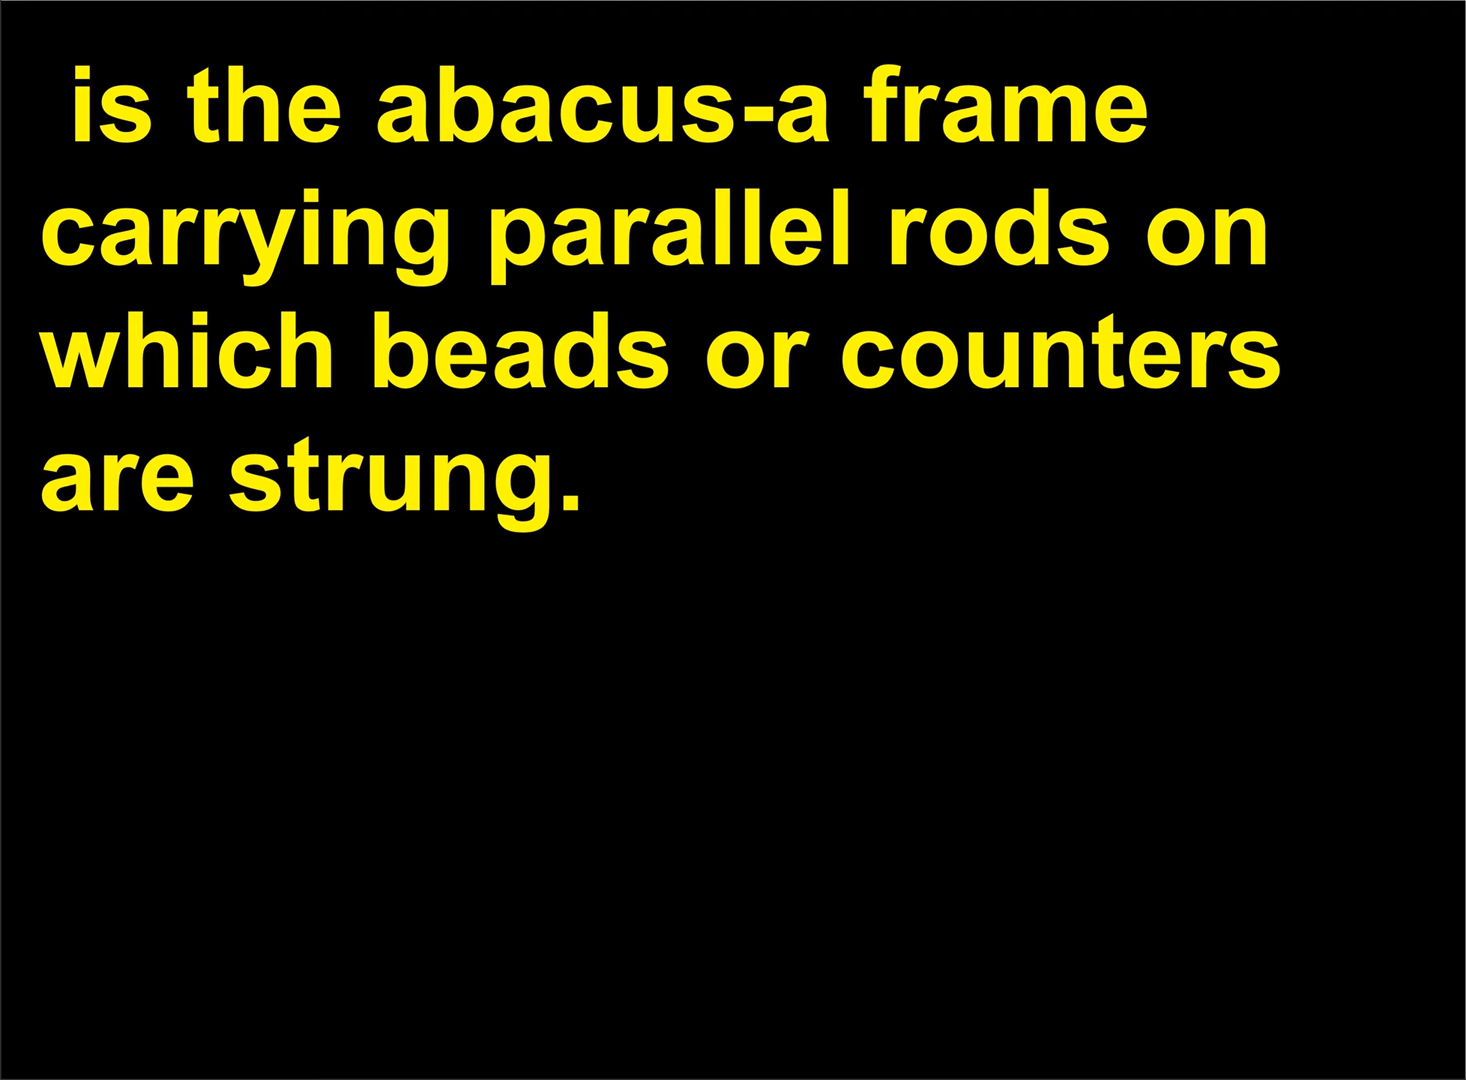 is the abacus-a frame
carrying parallel rods on
which beads or counters
are strung.